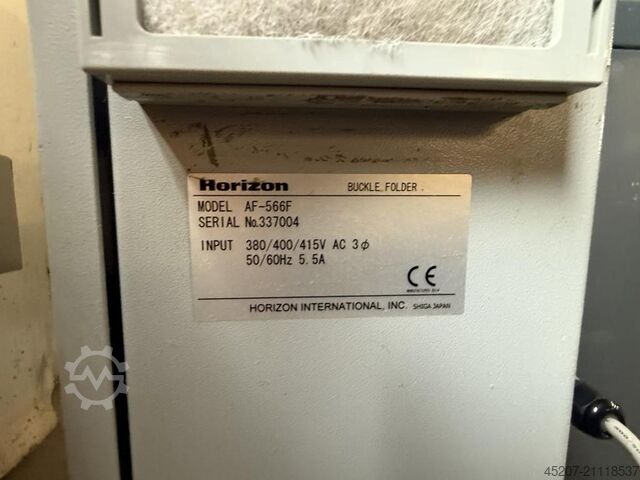 Horizon BUCKLE FOLDER
MODEL AF-566F
SERIAL No.337004
INPUT 380/400/415V AC 3φ
50/60Hz 5.5A
CE
HORIZON INTERNATIONAL, INC. SHIGA JAPAN
45207-21118537